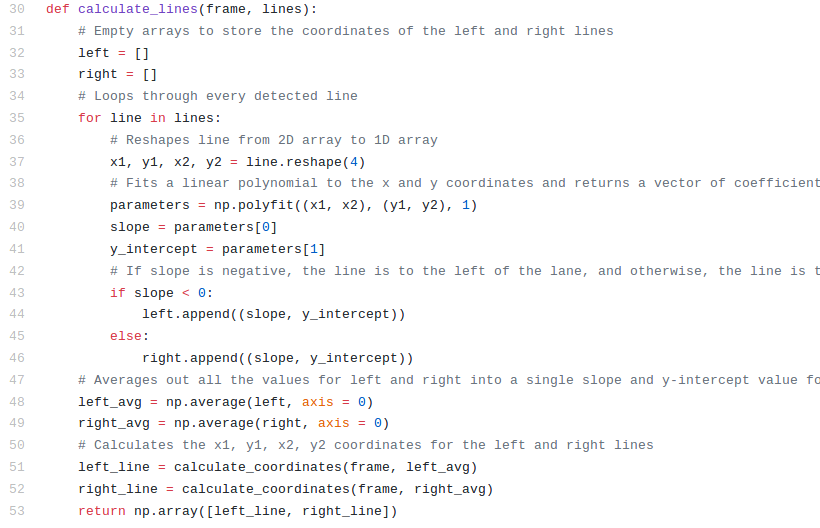 30 def calculate_lines(frame, lines):
31     # Empty arrays to store the coordinates of the left and right lines
32     left = []
33     right = []
34     # Loops through every detected line
35     for line in lines:
36         # Reshapes line from 2D array to 1D array
37         x1, y1, x2, y2 = line.reshape(4)
38         # Fits a linear polynomial to the x and y coordinates and returns a vector of coefficient
39         parameters = np.polyfit((x1, x2), (y1, y2), 1)
40         slope = parameters[0]
41         y_intercept = parameters[1]
42         # If slope is negative, the line is to the left of the lane, and otherwise, the line is t
43         if slope < 0:
44             left.append((slope, y_intercept))
45         else:
46             right.append((slope, y_intercept))
47     # Averages out all the values for left and right into a single slope and y-intercept value fo
48     left_avg = np.average(left, axis = 0)
49     right_avg = np.average(right, axis = 0)
50     # Calculates the x1, y1, x2, y2 coordinates for the left and right lines
51     left_line = calculate_coordinates(frame, left_avg)
52     right_line = calculate_coordinates(frame, right_avg)
53     return np.array([left_line, right_line])